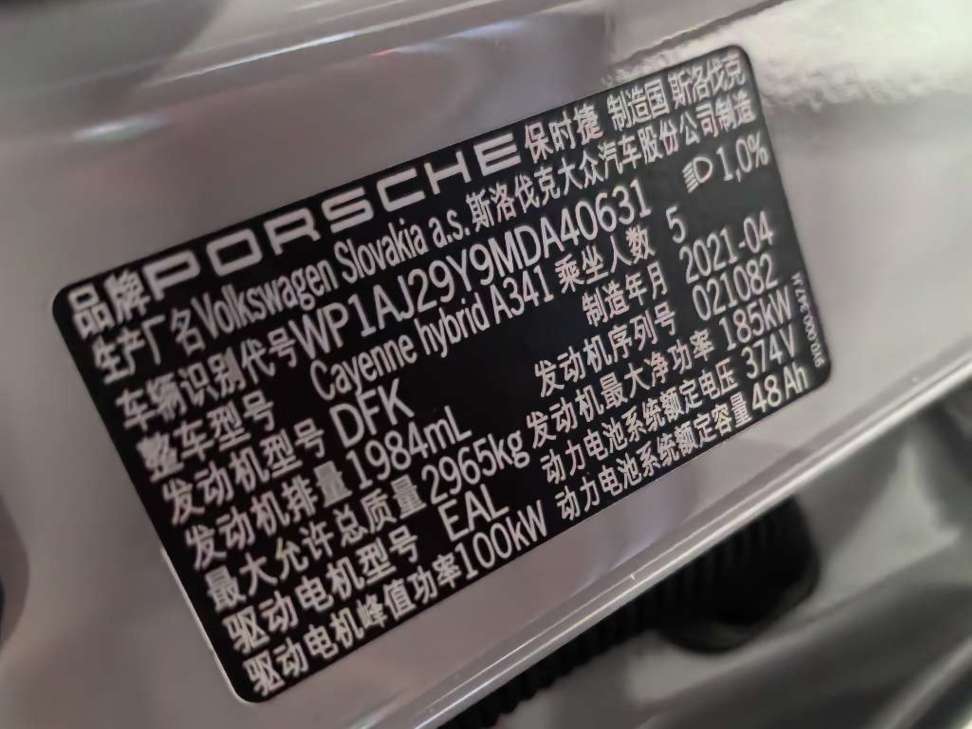 品牌 PORSCHE 保时捷 制造国 斯洛伐克
生产厂名 Volkswagen Slovakia a.s. 斯洛伐克大众汽车股份公司制造
车辆识别代号 WP1AJ29Y9MDA40631 1,0%
整车型号 Cayenne hybrid A341 乘坐人数 5
发动机型号 DFK 制造年月 2021-04
发动机排量 1984mL 发动机序列号 021082
最大允许总质量 2965kg 发动机最大净功率 185kW
驱动电机型号 EAL 动力电池系统额定电压 374V
驱动电机峰值功率 100kW 动力电池系统额定容量 48Ah